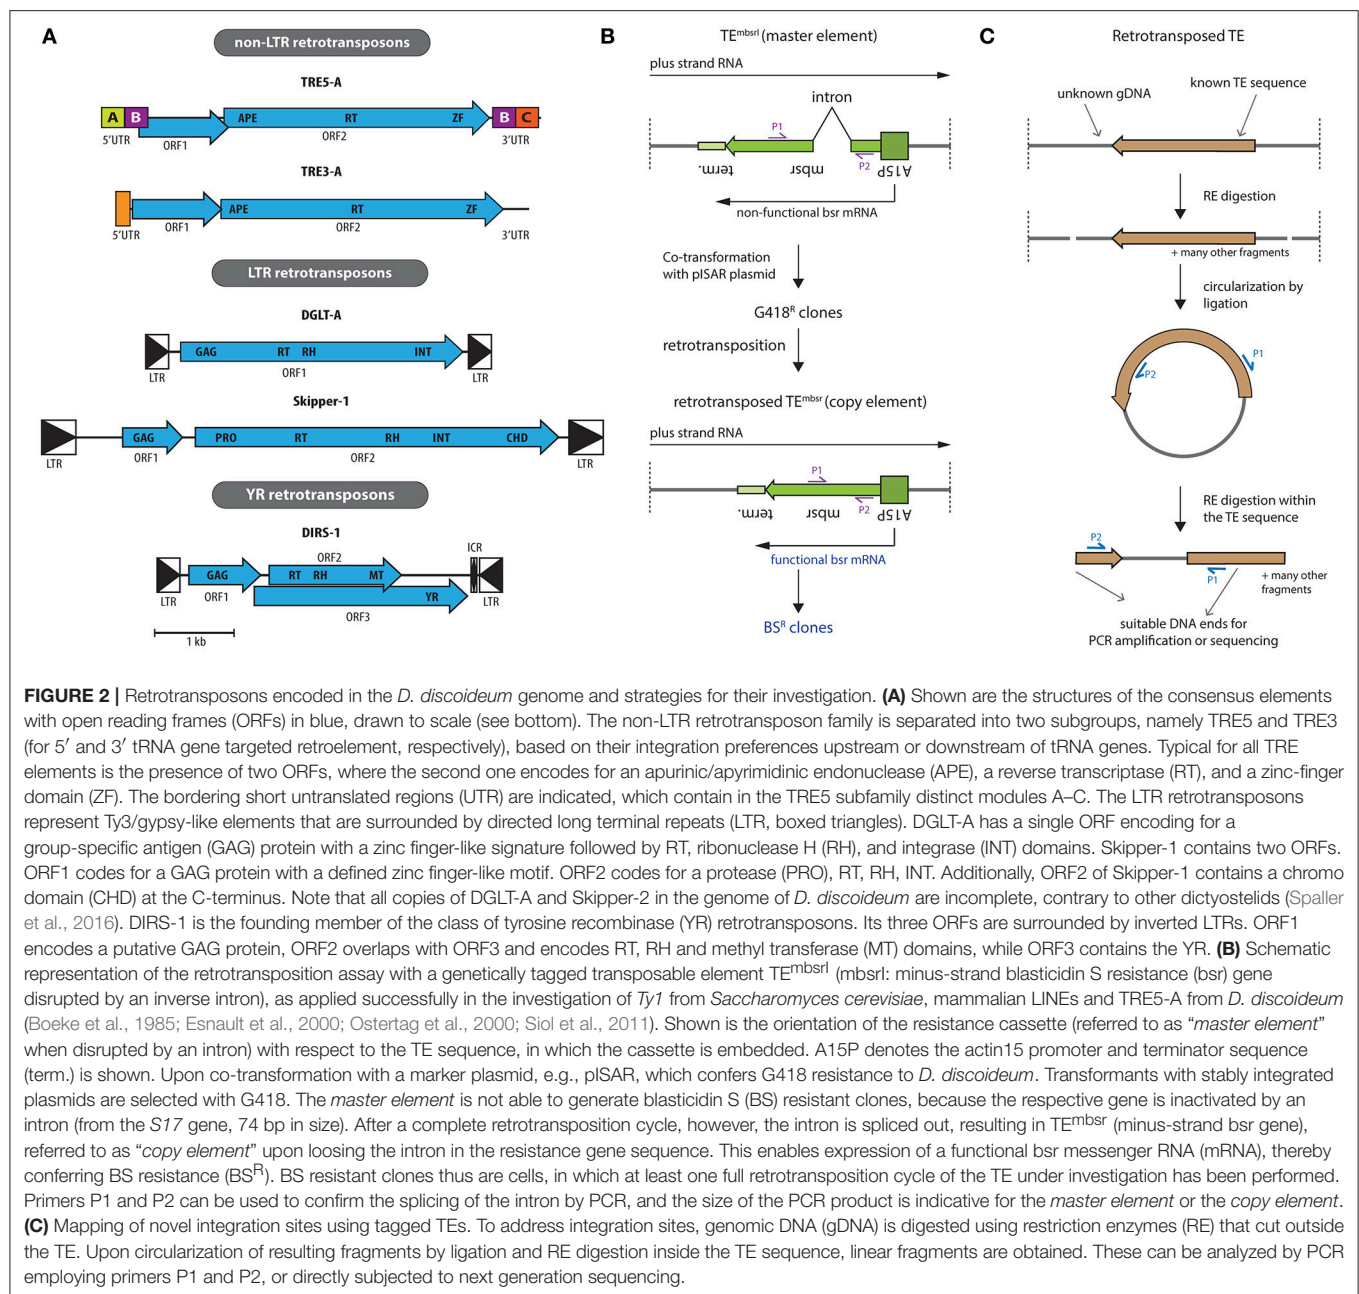 A
non-LTR retrotransposons
TRE5-A
A B APE RT ZF B C
5'UTR ORF1 ORF2 3'UTR
TRE3-A
APE RT ZF
5'UTR ORF1 ORF2 3'UTR
LTR retrotransposons
DGLT-A
GAG RT RH INT
LTR ORF1 LTR
Skipper-1
GAG PRO RT RH INT CHD
LTR ORF1 ORF2 LTR
YR retrotransposons
DIRS-1
ORF2 ICR
GAG RT RH MT
LTR ORF1 YR LTR
ORF3
1 kb
B
TEmbsrI (master element)
plus strand RNA
intron
P1
P2
term. mbsr A15P
non-functional bsr mRNA
Co-transformation
with pISAR plasmid
G418R clones
retrotransposition
retrotransposed TEmbsr (copy element)
plus strand RNA
P1
P2
term. mbsr A15P
functional bsr mRNA
BSR clones
C
Retrotransposed TE
known TE sequence
unknown gDNA
RE digestion
+ many other fragments
circularization by
ligation
P1
P2
RE digestion within
the TE sequence
P2
P1
+ many other
fragments
suitable DNA ends for
PCR amplification or sequencing
FIGURE 2 | Retrotransposons encoded in the D. discoideum genome and strategies for their investigation. (A) Shown are the structures of the consensus elements
with open reading frames (ORFs) in blue, drawn to scale (see bottom). The non-LTR retrotransposon family is separated into two subgroups, namely TRE5 and TRE3
(for 5′ and 3′ tRNA gene targeted retroelement, respectively), based on their integration preferences upstream or downstream of tRNA genes. Typical for all TRE
elements is the presence of two ORFs, where the second one encodes for an apurinic/apyrimidinic endonuclease (APE), a reverse transcriptase (RT), and a zinc-finger
domain (ZF). The bordering short untranslated regions (UTR) are indicated, which contain in the TRE5 subfamily distinct modules A–C. The LTR retrotransposons
represent Ty3/gypsy-like elements that are surrounded by directed long terminal repeats (LTR, boxed triangles). DGLT-A has a single ORF encoding for a
group-specific antigen (GAG) protein with a zinc finger-like signature followed by RT, ribonuclease H (RH), and integrase (INT) domains. Skipper-1 contains two ORFs.
ORF1 codes for a GAG protein with a defined zinc finger-like motif. ORF2 codes for a protease (PRO), RT, RH, INT. Additionally, ORF2 of Skipper-1 contains a chromo
domain (CHD) at the C-terminus. Note that all copies of DGLT-A and Skipper-2 in the genome of D. discoideum are incomplete, contrary to other dictyostelids (Spaller
et al., 2016). DIRS-1 is the founding member of the class of tyrosine recombinase (YR) retrotransposons. Its three ORFs are surrounded by inverted LTRs. ORF1
encodes a putative GAG protein, ORF2 overlaps with ORF3 and encodes RT, RH and methyl transferase (MT) domains, while ORF3 contains the YR. (B) Schematic
representation of the retrotransposition assay with a genetically tagged transposable element TEmbsrI (mbsrI: minus-strand blasticidin S resistance (bsr) gene
disrupted by an inverse intron), as applied successfully in the investigation of Ty1 from Saccharomyces cerevisiae, mammalian LINEs and TRE5-A from D. discoideum
(Boeke et al., 1985; Esnault et al., 2000; Ostertag et al., 2000; Siol et al., 2011). Shown is the orientation of the resistance cassette (referred to as “master element”
when disrupted by an intron) with respect to the TE sequence, in which the cassette is embedded. A15P denotes the actin15 promoter and terminator sequence
(term.) is shown. Upon co-transformation with a marker plasmid, e.g., pISAR, which confers G418 resistance to D. discoideum. Transformants with stably integrated
plasmids are selected with G418. The master element is not able to generate blasticidin S (BS) resistant clones, because the respective gene is inactivated by an
intron (from the S17 gene, 74 bp in size). After a complete retrotransposition cycle, however, the intron is spliced out, resulting in TEmbsr (minus-strand bsr gene),
referred to as “copy element” upon loosing the intron in the resistance gene sequence. This enables expression of a functional bsr messenger RNA (mRNA), thereby
conferring BS resistance (BSR). BS resistant clones thus are cells, in which at least one full retrotransposition cycle of the TE under investigation has been performed.
Primers P1 and P2 can be used to confirm the splicing of the intron by PCR, and the size of the PCR product is indicative for the master element or the copy element.
(C) Mapping of novel integration sites using tagged TEs. To address integration sites, genomic DNA (gDNA) is digested using restriction enzymes (RE) that cut outside
the TE. Upon circularization of resulting fragments by ligation and RE digestion inside the TE sequence, linear fragments are obtained. These can be analyzed by PCR
employing primers P1 and P2, or directly subjected to next generation sequencing.